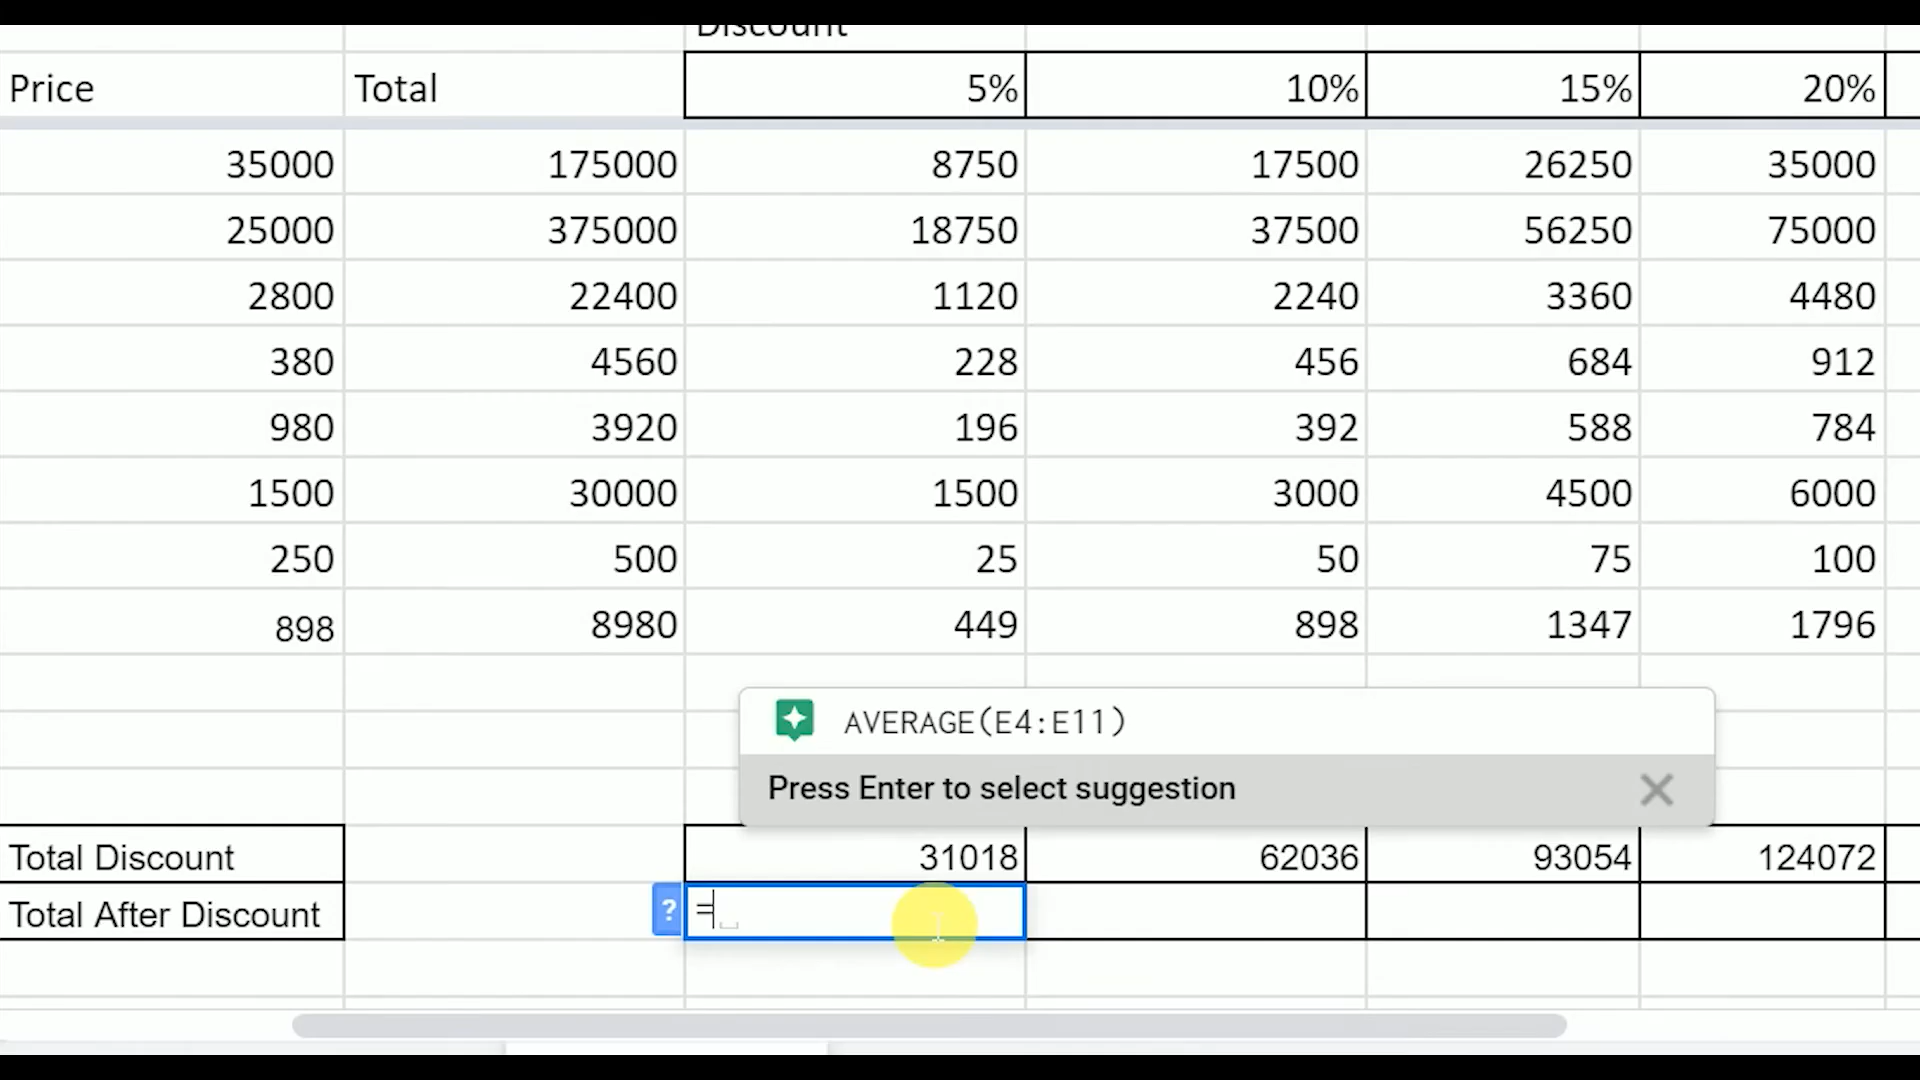 Discount
Price Total 5% 10% 15% 20%
35000 175000 8750 17500 26250 35000
25000 375000 18750 37500 56250 75000
2800 22400 1120 2240 3360 4480
380 4560 228 456 684 912
980 3920 196 392 588 784
1500 30000 1500 3000 4500 6000
250 500 25 50 75 100
898 8980 449 898 1347 1796
AVERAGE(E4:E11)
Press Enter to select suggestion
Total Discount 31018 62036 93054 124072
Total After Discount ? =